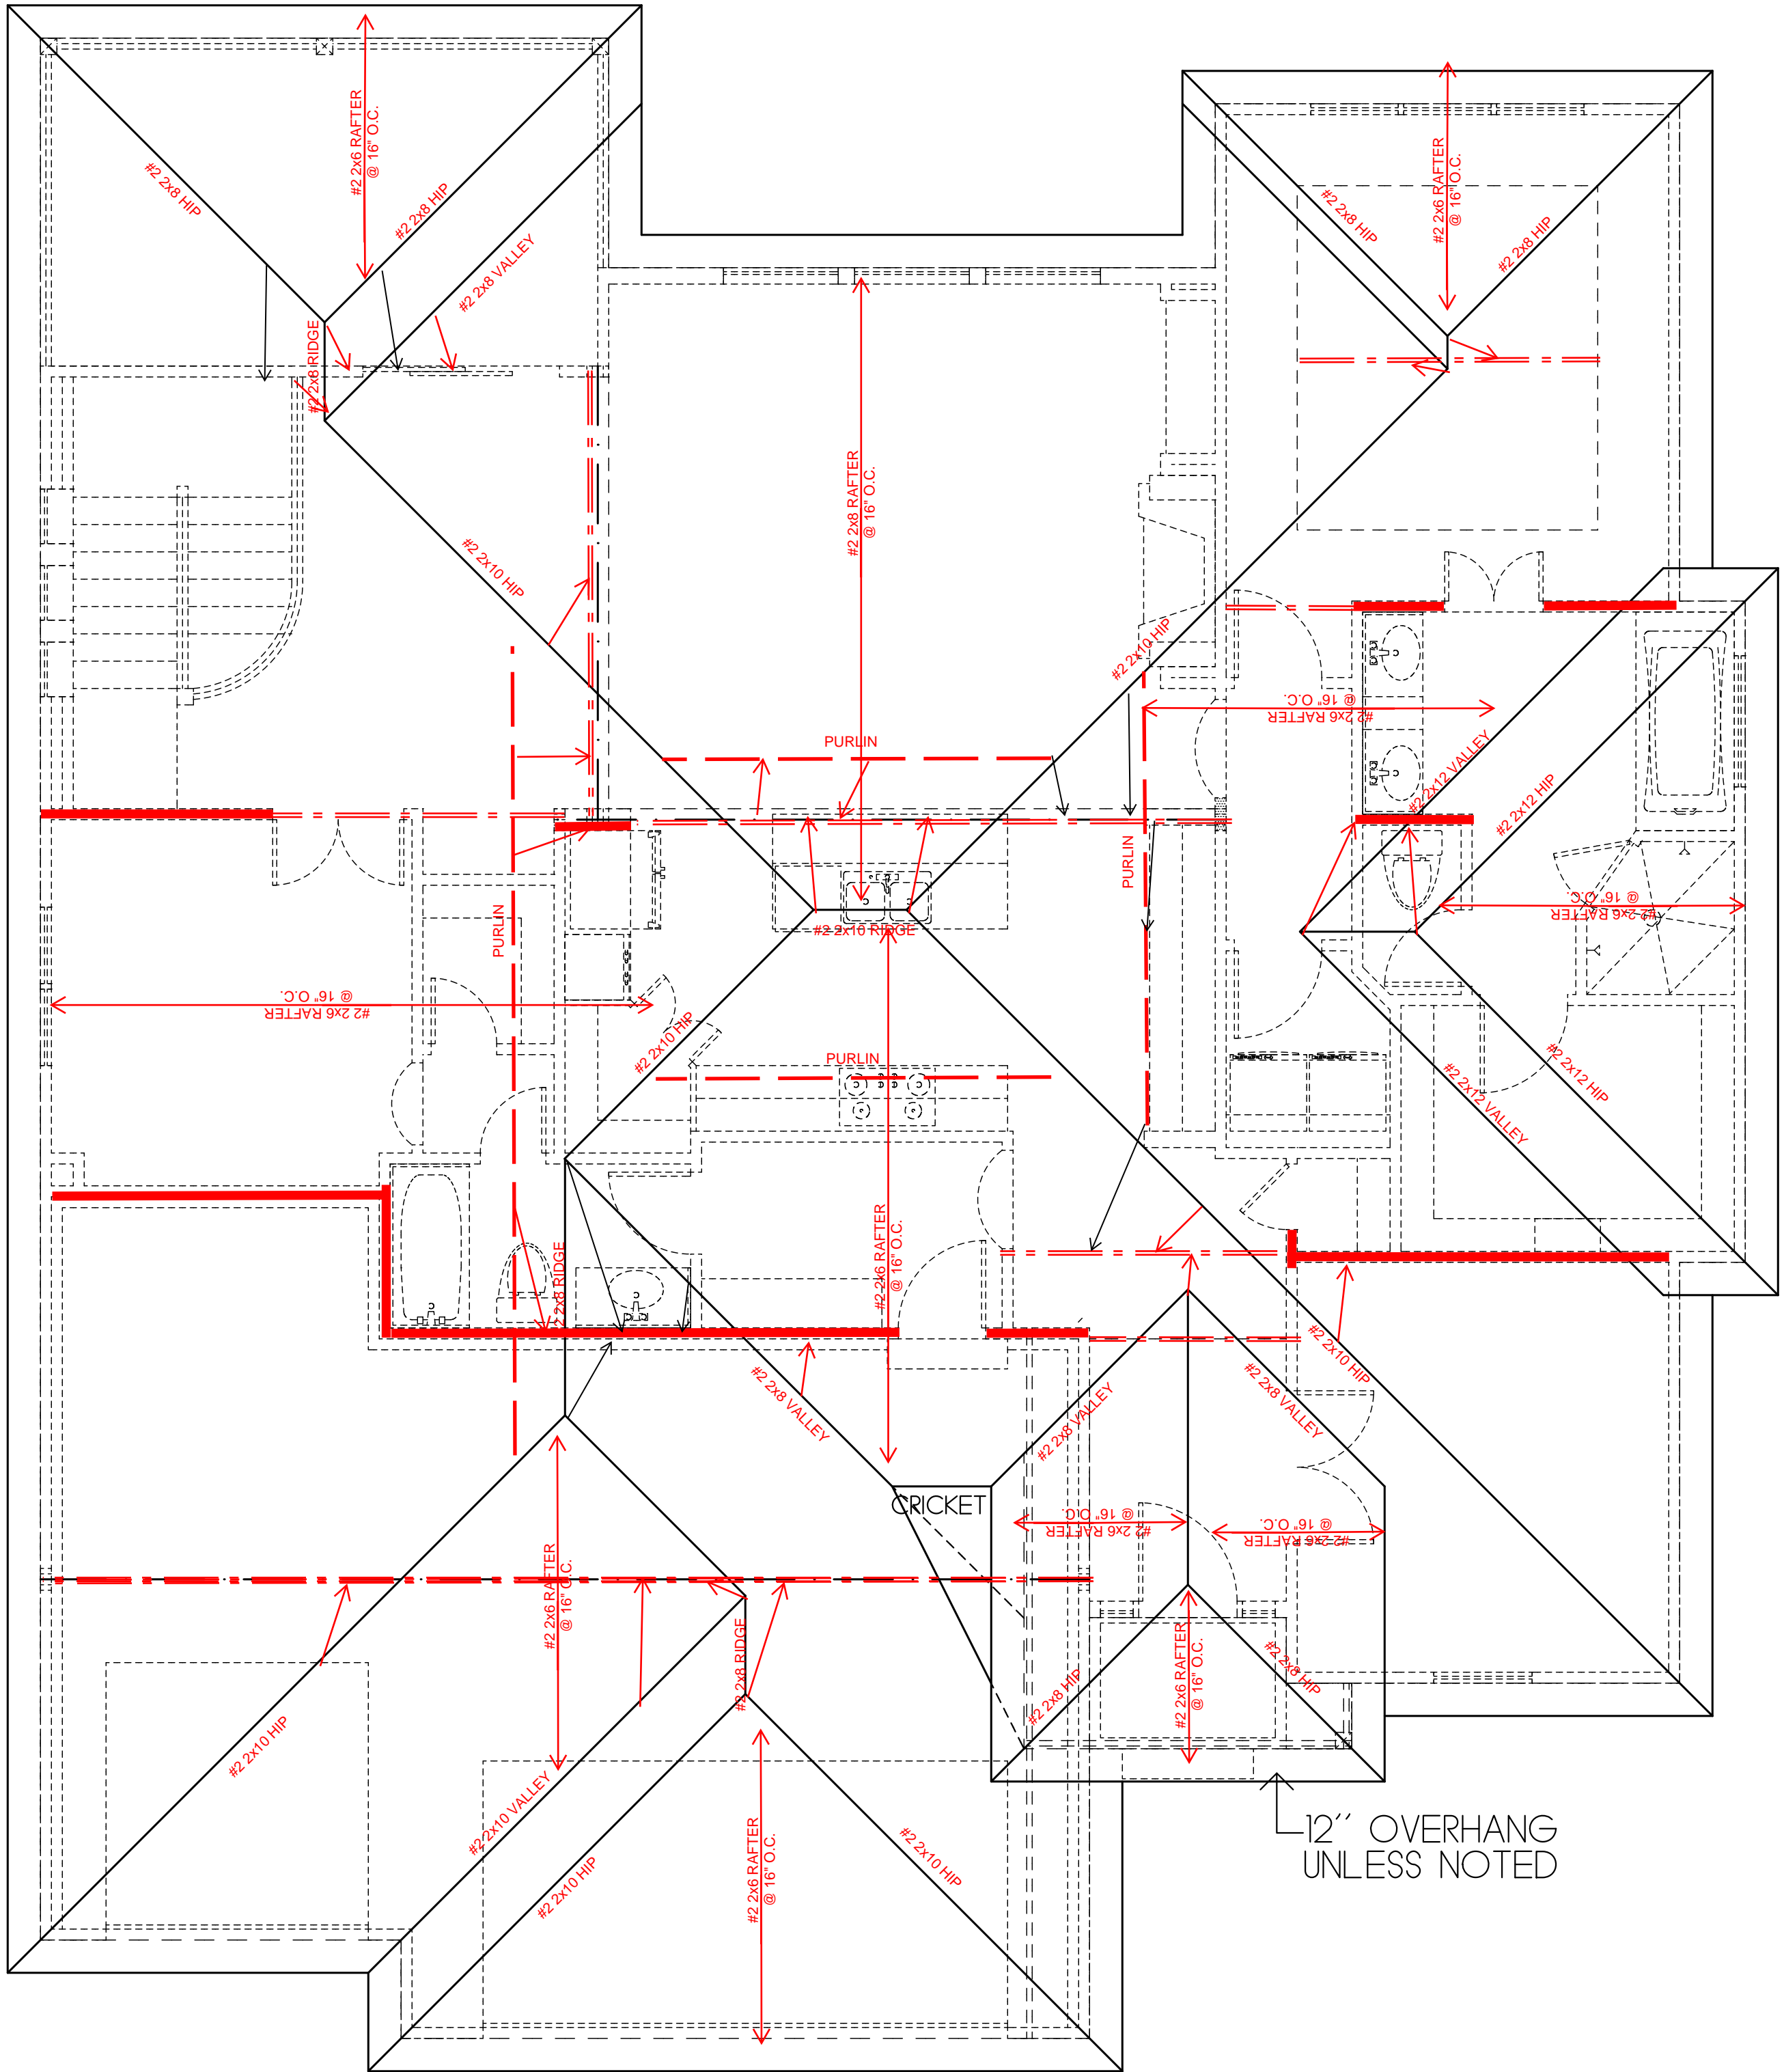 #2 2x6 RAFTER
@ 16" O.C.
#2 2x8 HIP
#2 2x8 HIP
#2 2x8 VALLEY
#2 2x8 RIDGE
#2 2x6 RAFTER
@ 16" O.C.
#2 2x8 HIP
#2 2x8 HIP
#2 2x8 RAFTER
@ 16" O.C.
#2 2x10 HIP
#2 2x10 HIP
#2 2x6 RAFTER
@ 16" O.C.
PURLIN
#2 2x12 VALLEY
#2 2x12 HIP
PURLIN
PURLIN
#2 2x6 RAFTER
@ 16" O.C.
#2 2x10 RIDGE
#2 2x6 RAFTER
@ 16" O.C.
#2 2x10 HIP
PURLIN
#2 2x12 HIP
#2 2x12 VALLEY
#2 2x6 RAFTER
@ 16" O.C.
#2 2x8 RIDGE
#2 2x10 HIP
#2 2x8 VALLEY
#2 2x8 VALLEY
#2 2x8 VALLEY
CRICKET
#2 2x6 RAFTER
@ 16" O.C.
#2 2x6 RAFTER
@ 16" O.C.
#2 2x6 RAFTER
@ 16" O.C.
#2 2x8 RIDGE
#2 2x8 HIP
#2 2x6 RAFTER
@ 16" O.C.
#2 2x8 HIP
#2 2x10 HIP
#2 2x10 VALLEY
#2 2x10 HIP
#2 2x6 RAFTER
@ 16" O.C.
#2 2x10 HIP
12" OVERHANG
UNLESS NOTED